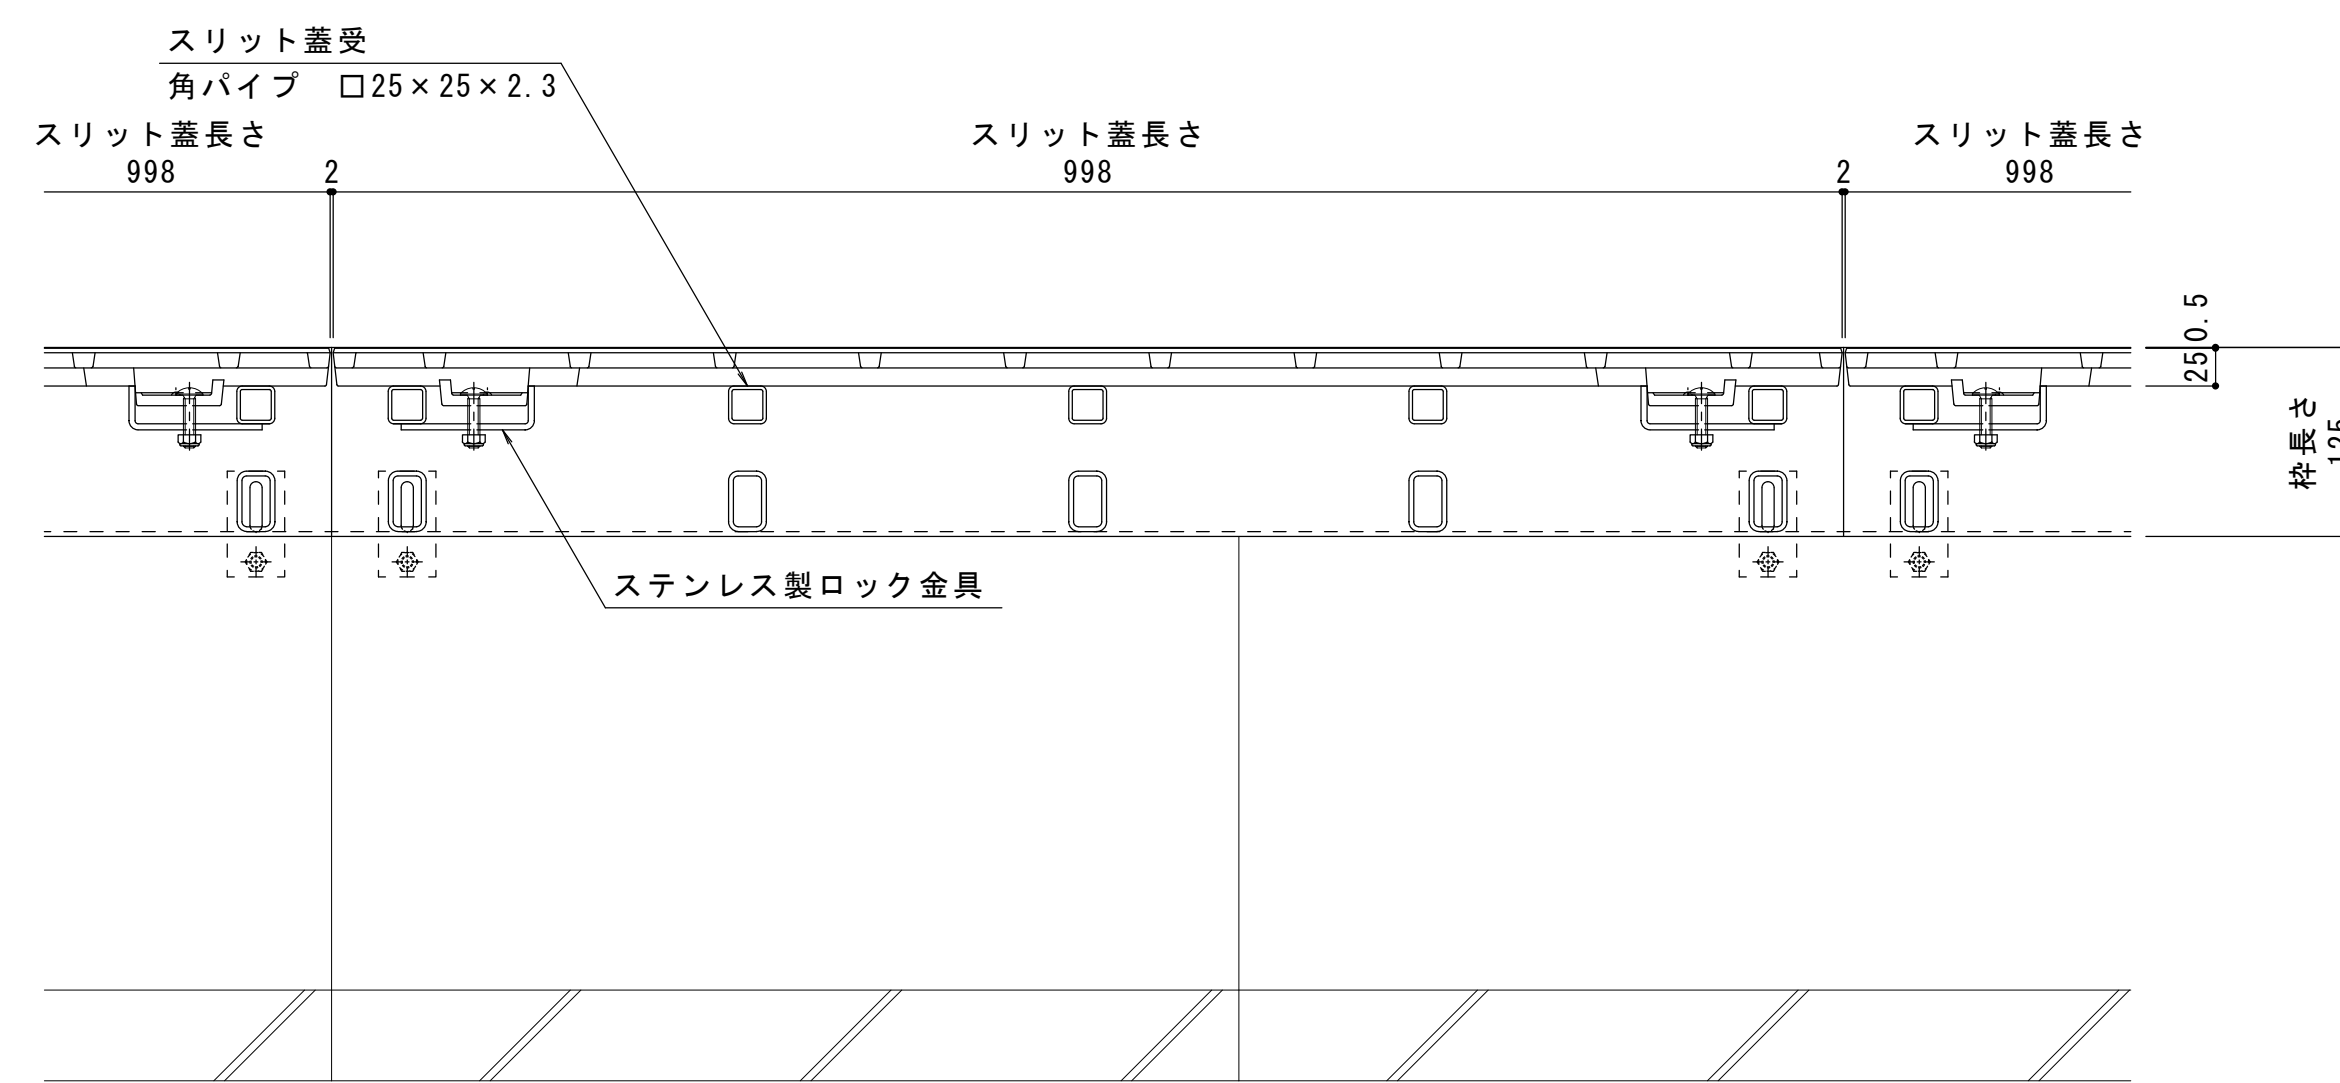 スリット蓋受
角パイプ　□25×25×2.3
スリット蓋長さ
998
2
スリット蓋長さ
998
2
スリット蓋長さ
998
0.5
25
枠長さ
125
ステンレス製ロック金具